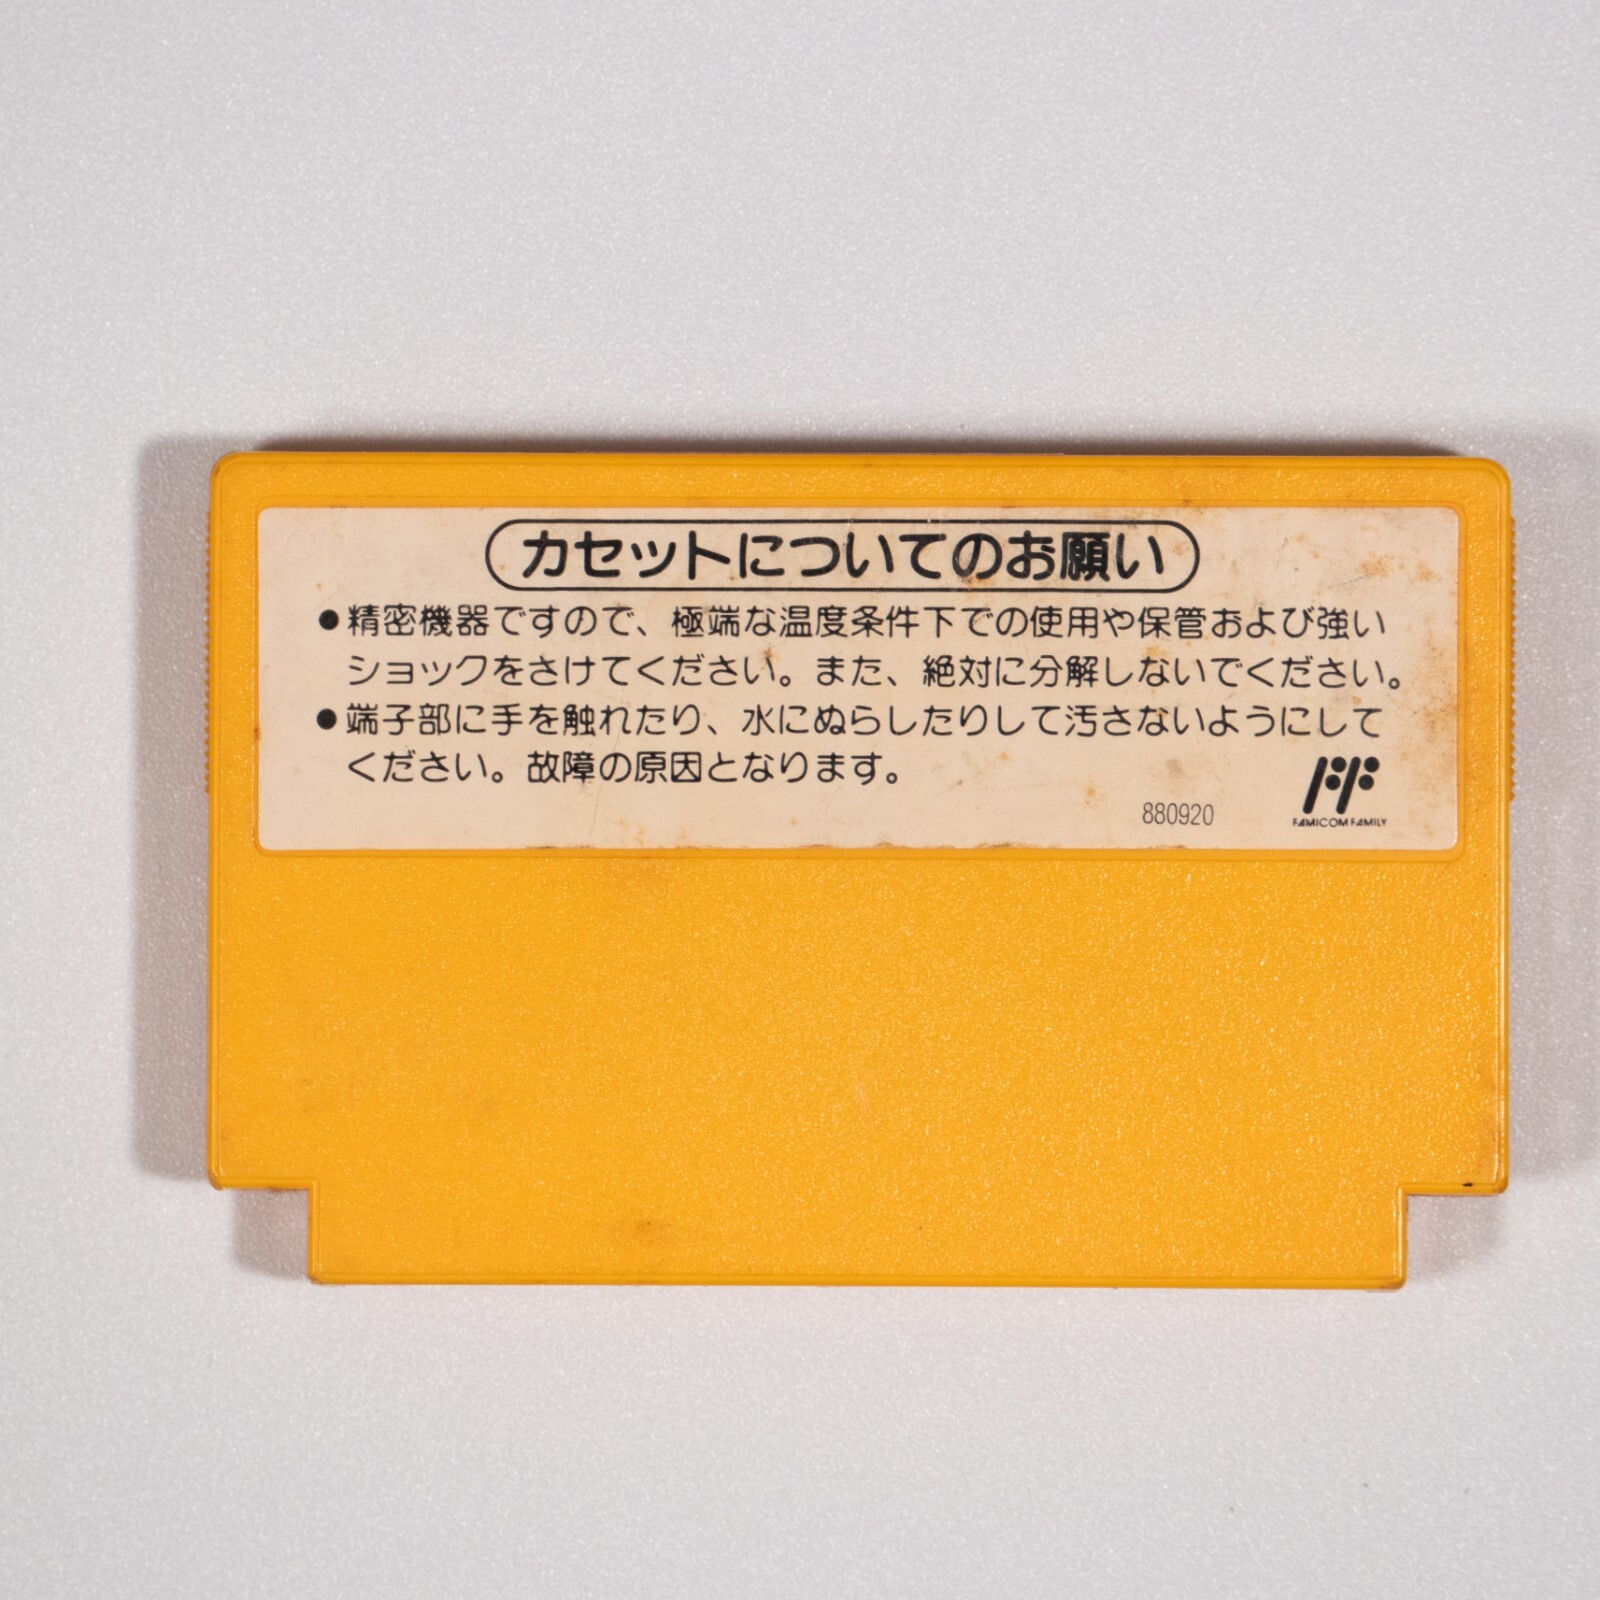 カセットについてのお願い
●精密機器ですので、極端な温度条件下での使用や保管および強い
ショックをさけてください。また、絶対に分解しないでください。
●端子部に手を触れたり、水にぬらしたりして汚さないようにして
ください。故障の原因となります。
880920
FF
FAMICOM FAMILY